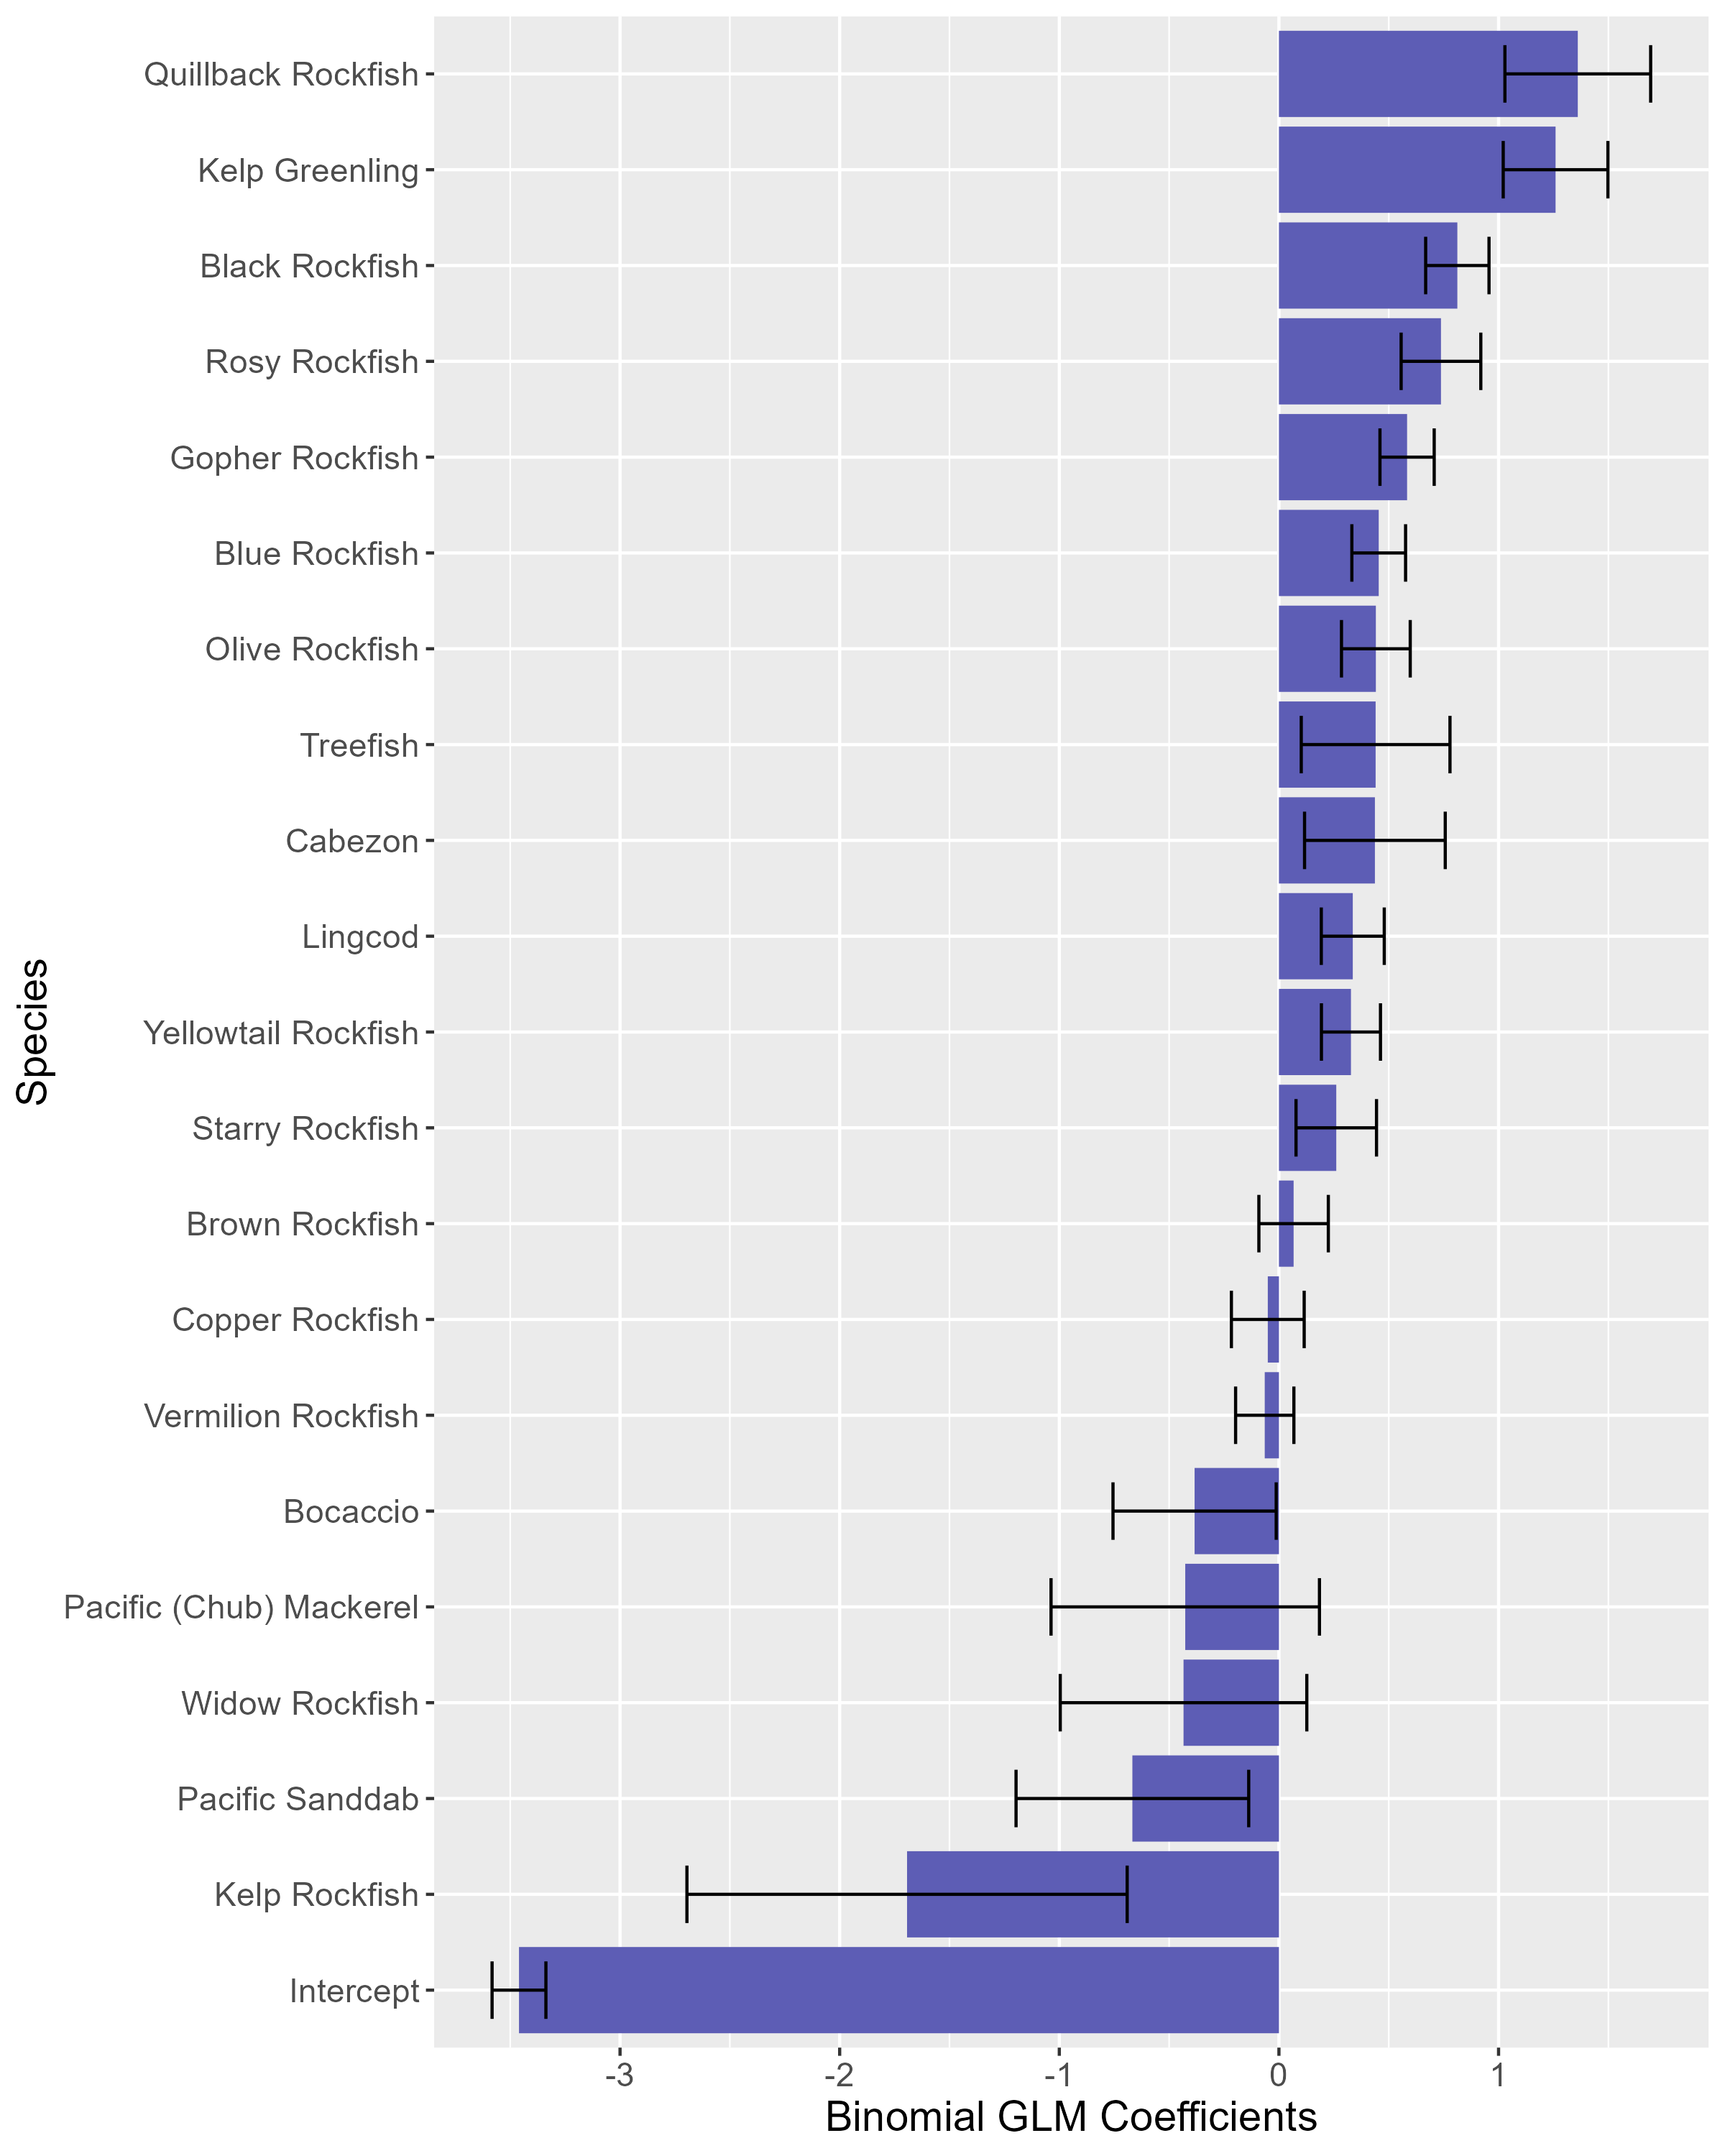 Quillback Rockfish
Kelp Greenling
Black Rockfish
Rosy Rockfish
Gopher Rockfish
Blue Rockfish
Olive Rockfish
Treefish
Cabezon
Lingcod
Yellowtail Rockfish
Starry Rockfish
Brown Rockfish
Copper Rockfish
Vermilion Rockfish
Bocaccio
Pacific (Chub) Mackerel
Widow Rockfish
Pacific Sanddab
Kelp Rockfish
Intercept
Species
-3 -2 -1 0 1
Binomial GLM Coefficients